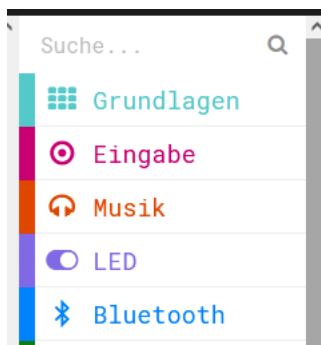 Suche...
Grundlagen
Eingabe
Musik
LED
Bluetooth